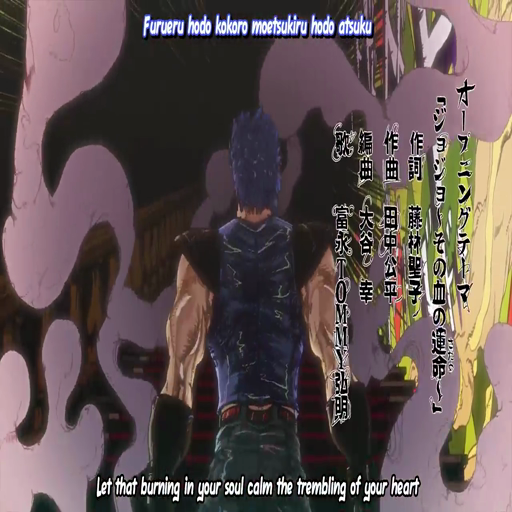 Furueru hodo kokoro moetsukiru hodo atsuku
オープニングテーマ
「ジョジョ～その血の運命～」
さだめ
作詞 藤林聖子
作曲 田中公平
編曲 大谷 幸
歌 富永TOMMY弘明
Let that burning in your soul calm the trembling of your heart